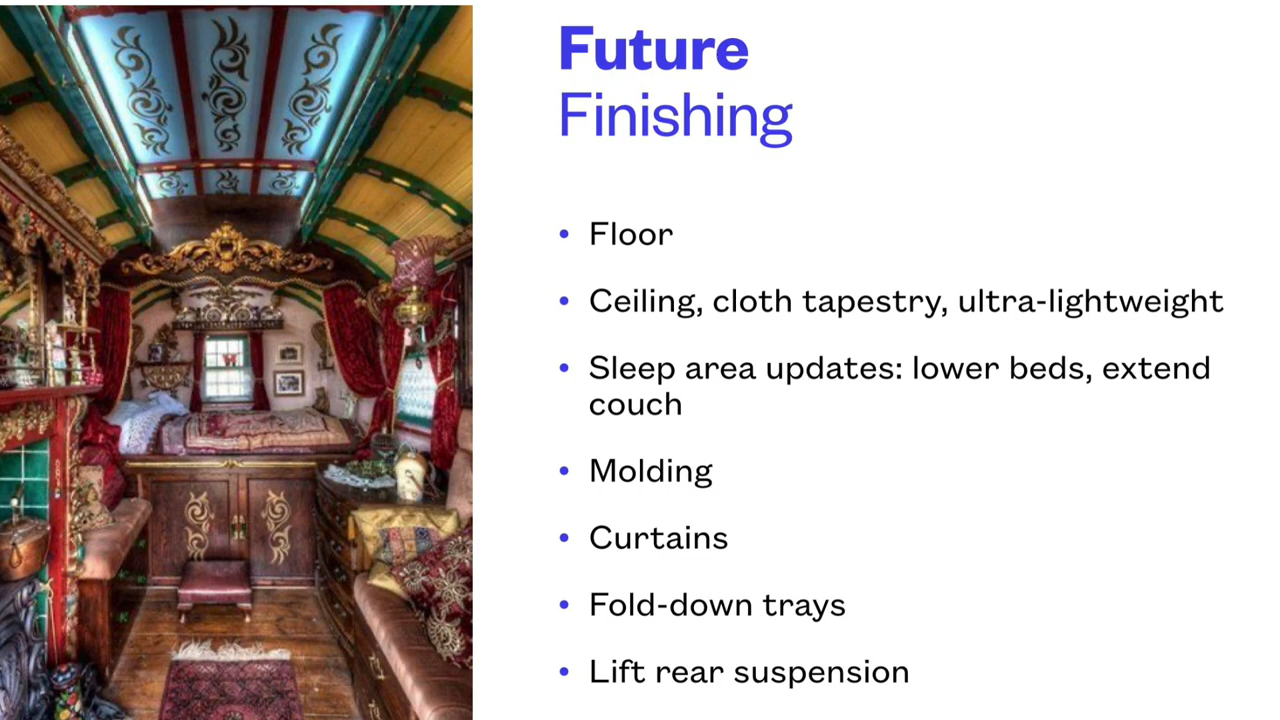 Future
Finishing
• Floor
• Ceiling, cloth tapestry, ultra-lightweight
• Sleep area updates: lower beds, extend
couch
• Molding
• Curtains
• Fold-down trays
• Lift rear suspension